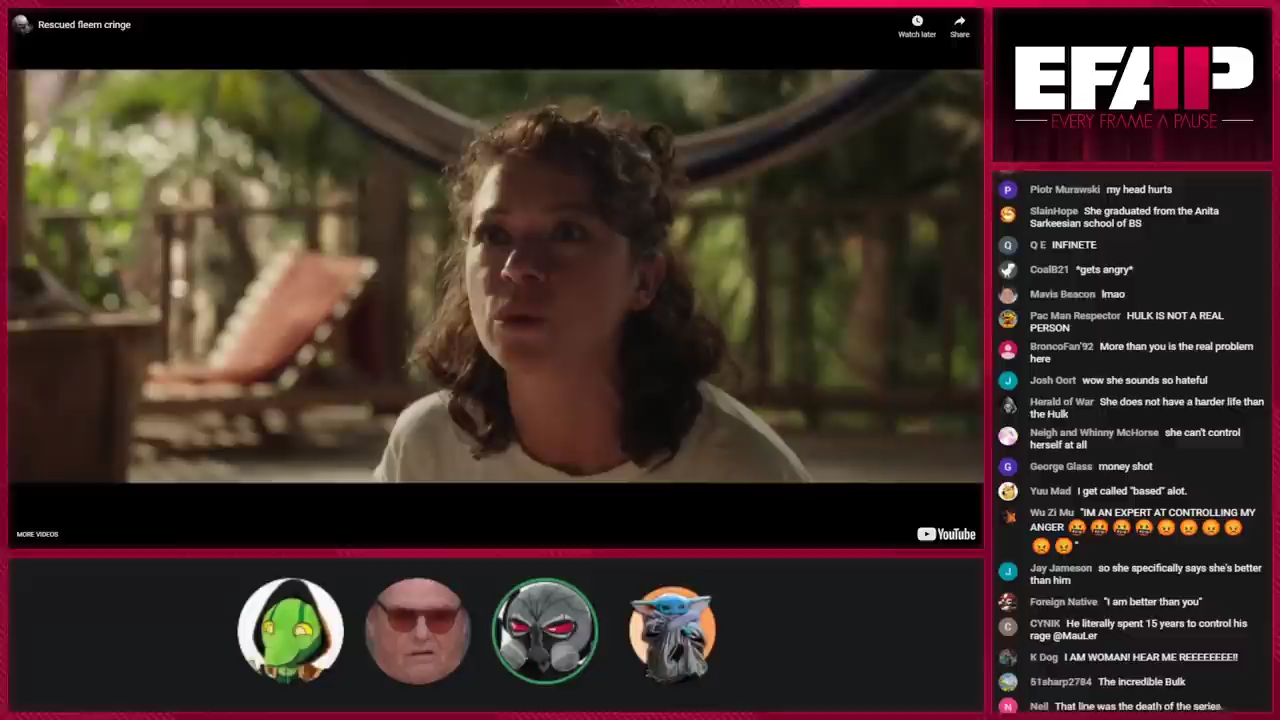 Rescued fleem cringe
Watch later
Share
MORE VIDEOS
YouTube
EFAP
EVERY FRAME A PAUSE
Piotr Murawski my head hurts
SlainHope She graduated from the Anita
Sarkeesian school of BS
Q E INFINETE
CoalB21 *gets angry*
Mavis Beacon lmao
Pac Man Respector HULK IS NOT A REAL
PERSON
BroncoFan'92 More than you is the real problem
here
Josh Oort wow she sounds so hateful
Herald of War She does not have a harder life than
the Hulk
Neigh and Whinny McHorse she can't control
herself at all
George Glass money shot
Yuu Mad I get called "based" alot.
Wu Zi Mu "IM AN EXPERT AT CONTROLLING MY
ANGER 🤬🤬🤬🤬😡😡😡😡
😡😡"
Jay Jameson so she specifically says she's better
than him
Foreign Native "I am better than you"
CYNIK He literally spent 15 years to control his
rage @MauLer
K Dog I AM WOMAN! HEAR ME REEEEEEEE!!
51sharp2784 The incredible Bulk
Neil That line was the death of the series.